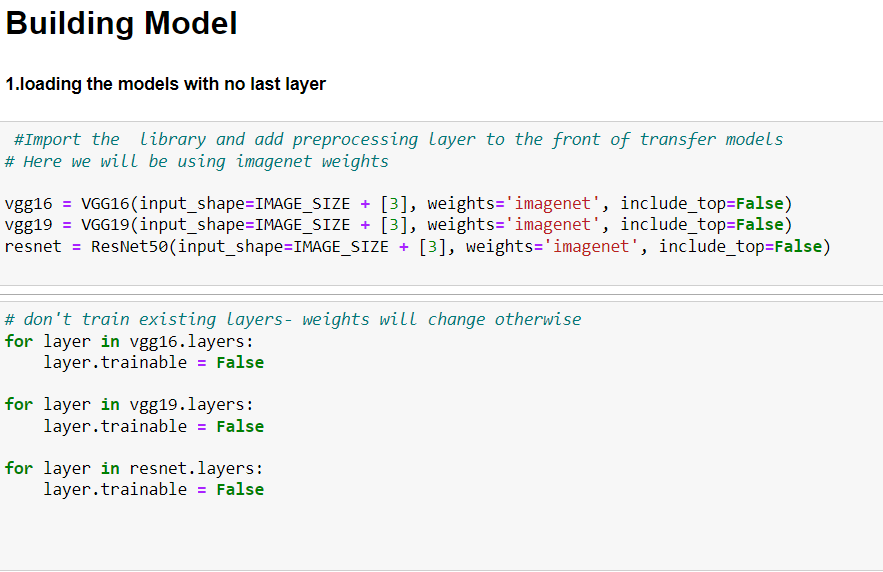 Building Model
1.loading the models with no last layer
#Import the  library and add preprocessing layer to the front of transfer models
# Here we will be using imagenet weights
vgg16 = VGG16(input_shape=IMAGE_SIZE + [3], weights='imagenet', include_top=False)
vgg19 = VGG19(input_shape=IMAGE_SIZE + [3], weights='imagenet', include_top=False)
resnet = ResNet50(input_shape=IMAGE_SIZE + [3], weights='imagenet', include_top=False)
# don't train existing layers- weights will change otherwise
for layer in vgg16.layers:
    layer.trainable = False
for layer in vgg19.layers:
    layer.trainable = False
for layer in resnet.layers:
    layer.trainable = False